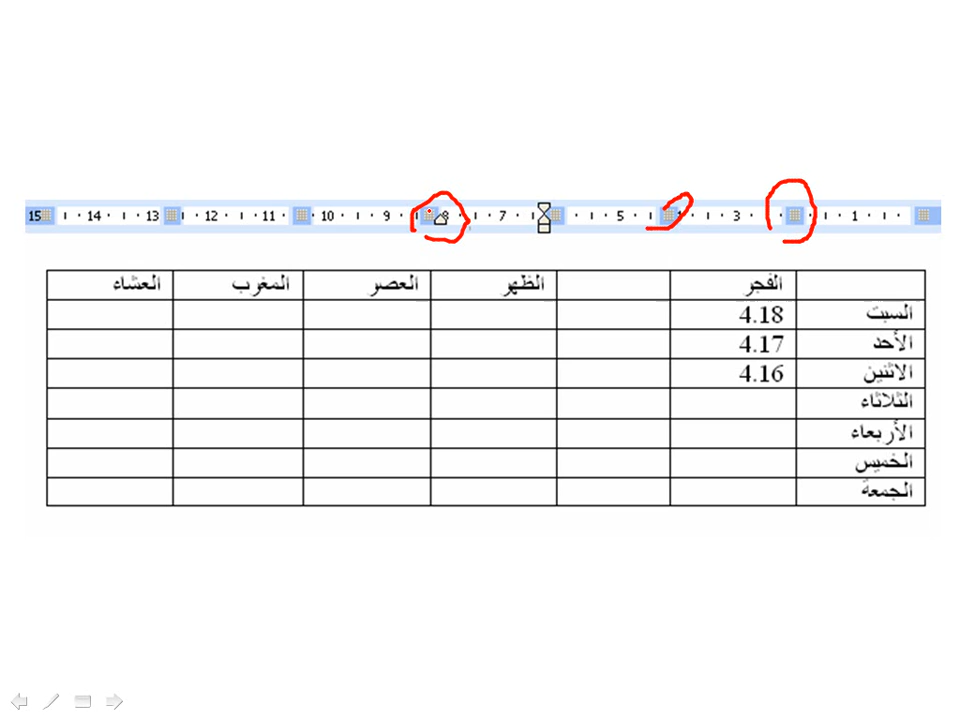 15 14 13 12 11 10 9 8 7 5 3 1
الفجر الظهر العصر المغرب العشاء
السبت 4.18
الأحد 4.17
الاثنين 4.16
الثلاثاء
الأربعاء
الخميس
الجمعة